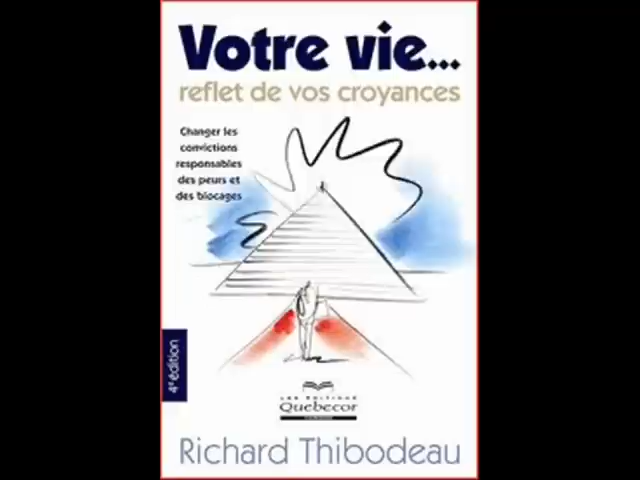 Votre vie...
reflet de vos croyances
Changer les
convictions
responsables
des peurs et
des blocages
4e édition
LES ÉDITIONS
Quebecor
Richard Thibodeau